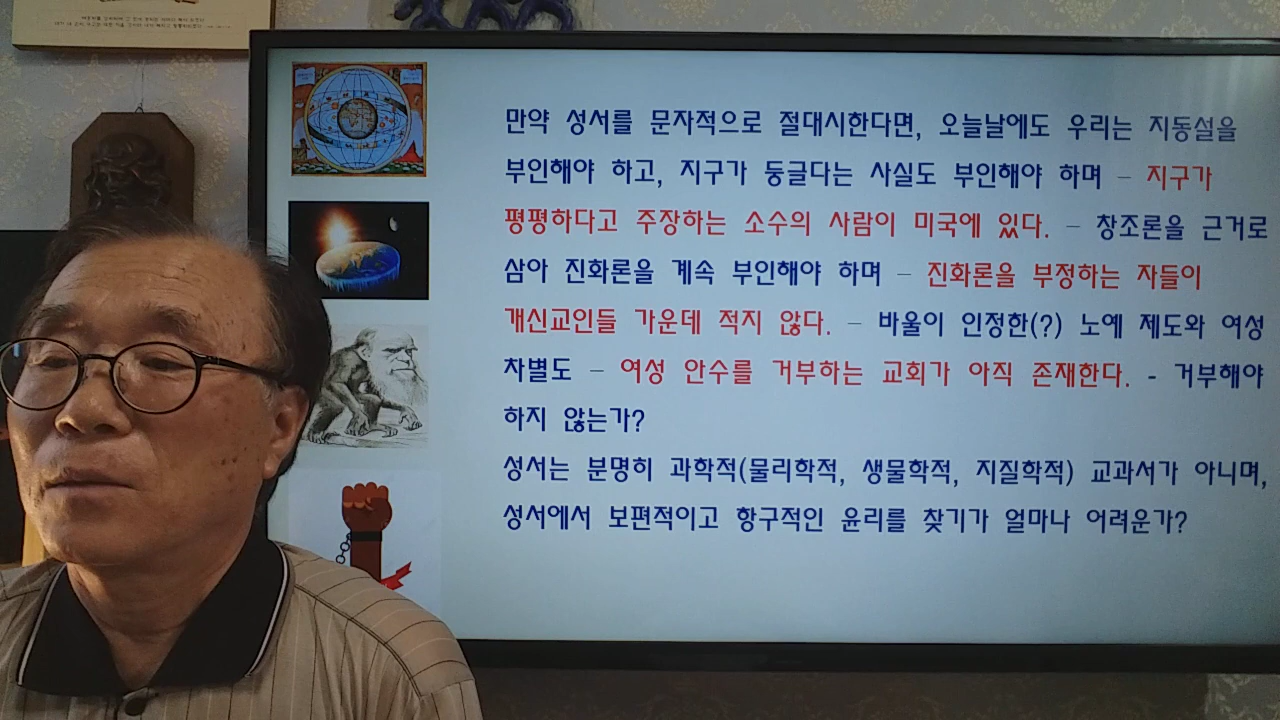 만약 성서를 문자적으로 절대시한다면, 오늘날에도 우리는 지동설을
부인해야 하고, 지구가 둥글다는 사실도 부인해야 하며 – 지구가
평평하다고 주장하는 소수의 사람이 미국에 있다. – 창조론을 근거로
삼아 진화론을 계속 부인해야 하며 – 진화론을 부정하는 자들이
개신교인들 가운데 적지 않다. – 바울이 인정한(?) 노예 제도와 여성
차별도 – 여성 안수를 거부하는 교회가 아직 존재한다. - 거부해야
하지 않는가?
성서는 분명히 과학적(물리학적, 생물학적, 지질학적) 교과서가 아니며,
성서에서 보편적이고 항구적인 윤리를 찾기가 얼마나 어려운가?